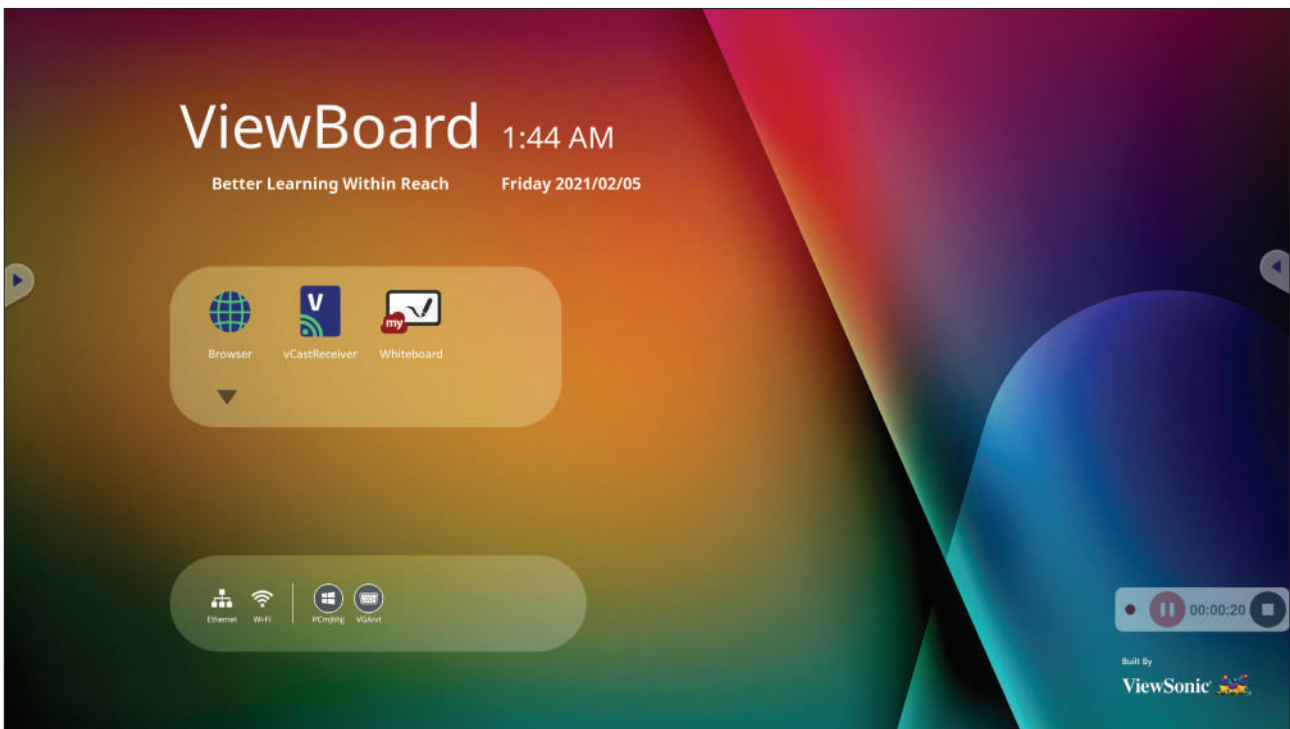 ViewBoard 1:44 AM
Better Learning Within Reach Friday 2021/02/05
V
my
Browser vCastReceiver Whiteboard
Ethernet Wi-Fi VGAnt
00:00:20
Built By
ViewSonic